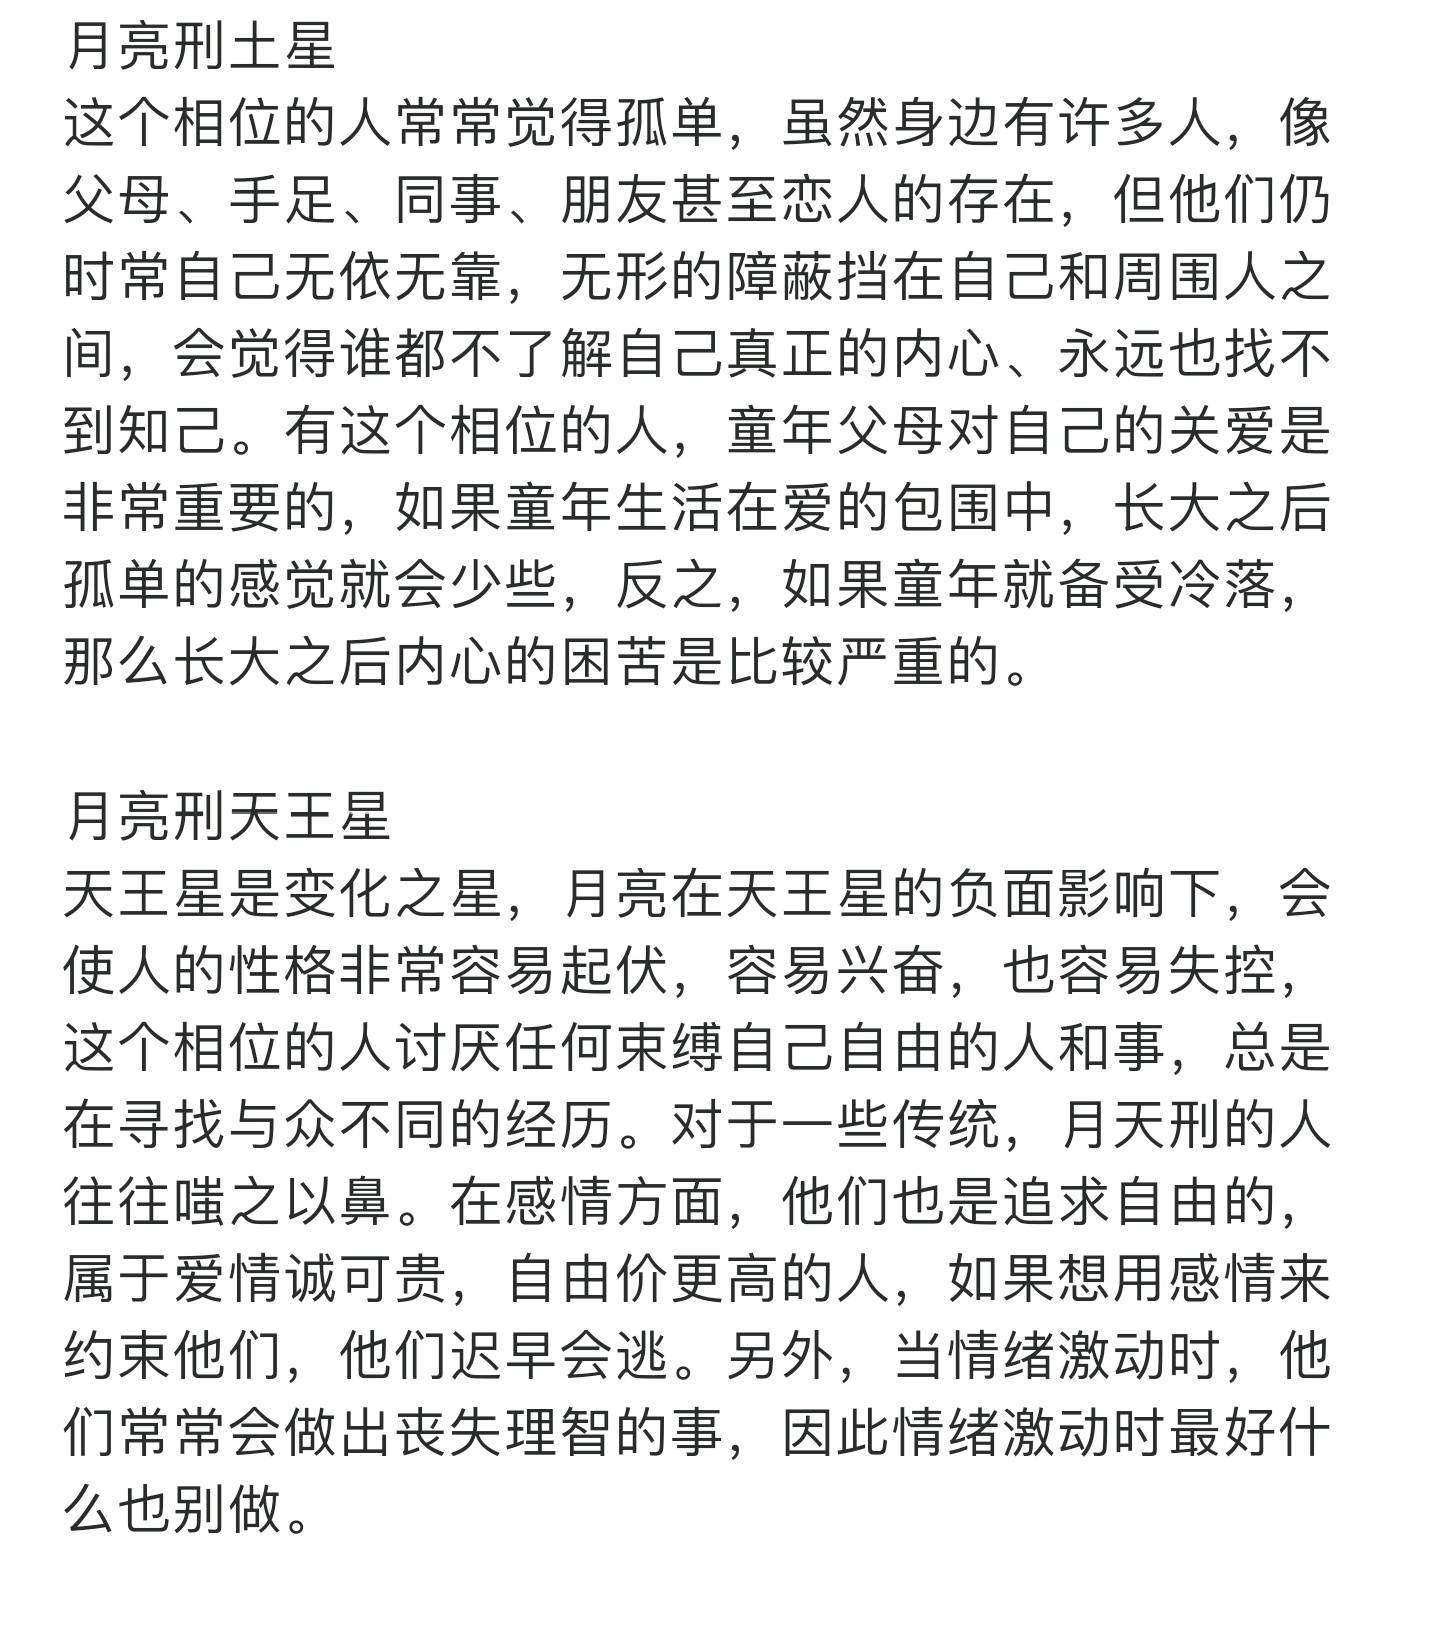 月亮刑土星
这个相位的人常常觉得孤单，虽然身边有许多人，像
父母、手足、同事、朋友甚至恋人的存在，但他们仍
时常自己无依无靠，无形的障蔽挡在自己和周围人之
间，会觉得谁都不了解自己真正的内心、永远也找不
到知己。有这个相位的人，童年父母对自己的关爱是
非常重要的，如果童年生活在爱的包围中，长大之后
孤单的感觉就会少些，反之，如果童年就备受冷落，
那么长大之后内心的困苦是比较严重的。
月亮刑天王星
天王星是变化之星，月亮在天王星的负面影响下，会
使人的性格非常容易起伏，容易兴奋，也容易失控，
这个相位的人讨厌任何束缚自己自由的人和事，总是
在寻找与众不同的经历。对于一些传统，月天刑的人
往往嗤之以鼻。在感情方面，他们也是追求自由的，
属于爱情诚可贵，自由价更高的人，如果想用感情来
约束他们，他们迟早会逃。另外，当情绪激动时，他
们常常会做出丧失理智的事，因此情绪激动时最好什
么也别做。